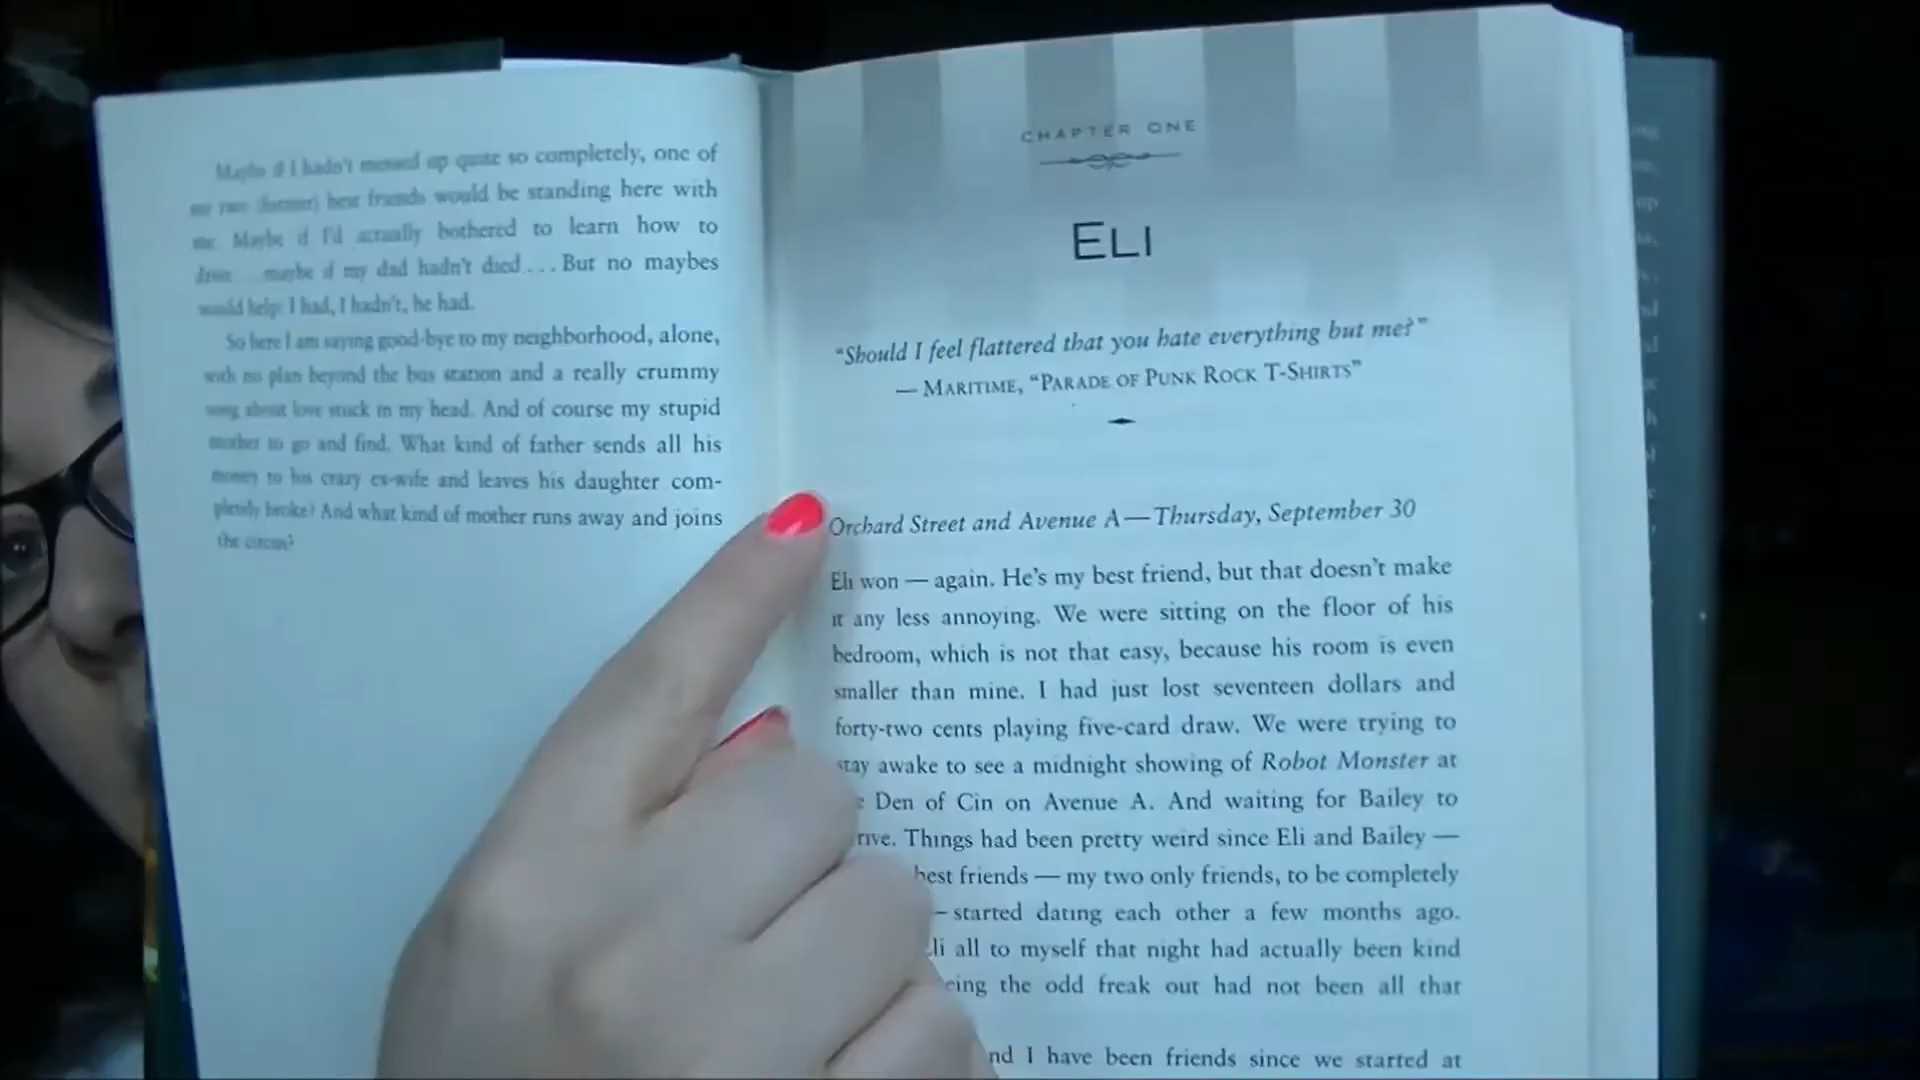 Maybe if I hadn't messed up quite so completely, one of
my two (former) best friends would be standing here with
me. Maybe if I'd actually bothered to learn how to
drive ... maybe if my dad hadn't died . . . But no maybes
would help: I had, I hadn't, he had.
So here I am saying good-bye to my neighborhood, alone,
with no plan beyond the bus station and a really crummy
song about love stuck in my head. And of course my stupid
mother to go and find. What kind of father sends all his
money to his crazy ex-wife and leaves his daughter com-
pletely broke? And what kind of mother runs away and joins
the circus?
CHAPTER ONE
ELI
"Should I feel flattered that you hate everything but me?"
— MARITIME, "PARADE OF PUNK ROCK T-SHIRTS"
Orchard Street and Avenue A—Thursday, September 30
Eli won — again. He's my best friend, but that doesn't make
it any less annoying. We were sitting on the floor of his
bedroom, which is not that easy, because his room is even
smaller than mine. I had just lost seventeen dollars and
forty-two cents playing five-card draw. We were trying to
stay awake to see a midnight showing of Robot Monster at
Den of Cin on Avenue A. And waiting for Bailey to
rive. Things had been pretty weird since Eli and Bailey —
best friends — my two only friends, to be completely
— started dating each other a few months ago.
li all to myself that night had actually been kind
eing the odd freak out had not been all that
nd I have been friends since we started at